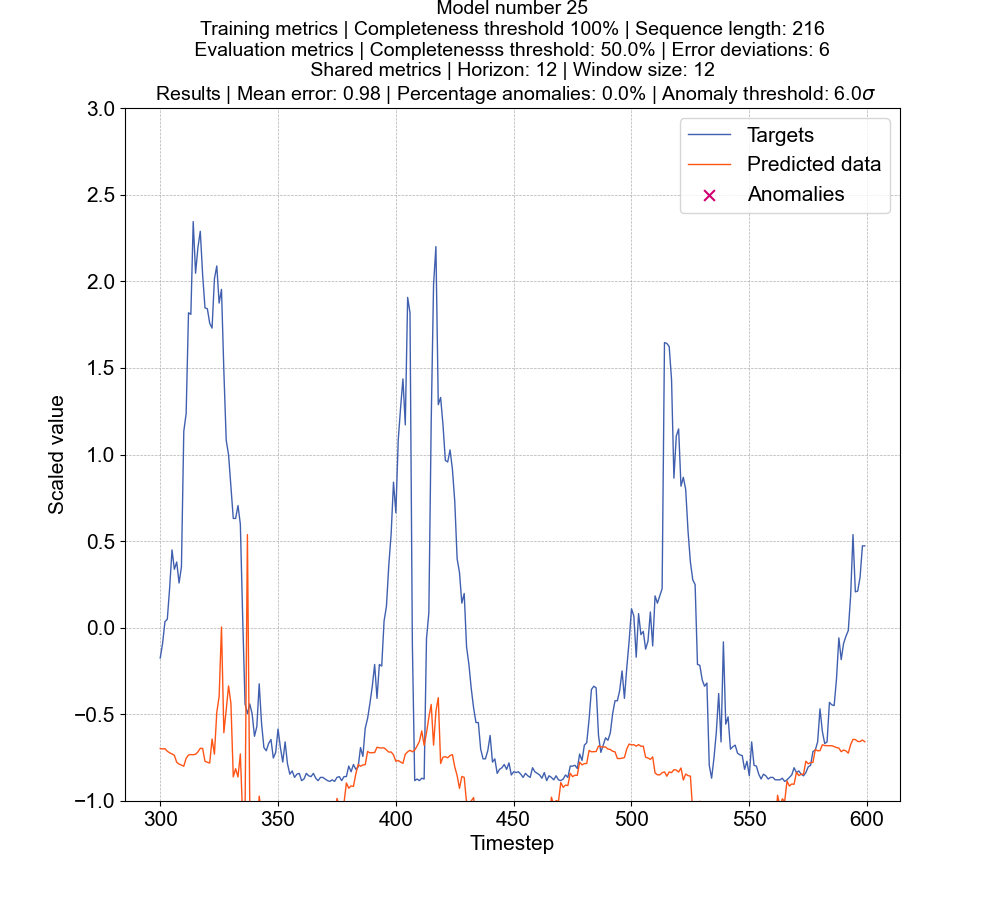 Model number 25
Training metrics | Completeness threshold 100% | Sequence length: 216
Evaluation metrics | Completenesss threshold: 50.0% | Error deviations: 6
Shared metrics | Horizon: 12 | Window size: 12
Results | Mean error: 0.98 | Percentage anomalies: 0.0% | Anomaly threshold: 6.0σ
3.0
2.5
2.0
1.5
1.0
0.5
0.0
−0.5
−1.0
Scaled value
Targets
Predicted data
Anomalies
300 350 400 450 500 550 600
Timestep